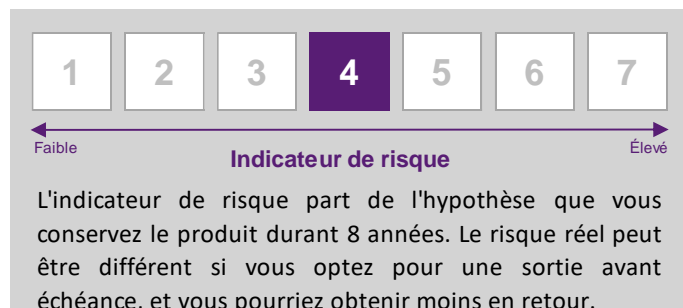 1 2 3 4 5 6 7
Faible Élevé
Indicateur de risque
L'indicateur de risque part de l'hypothèse que vous
conservez le produit durant 8 années. Le risque réel peut
être différent si vous optez pour une sortie avant
échéance, et vous pourriez obtenir moins en retour.